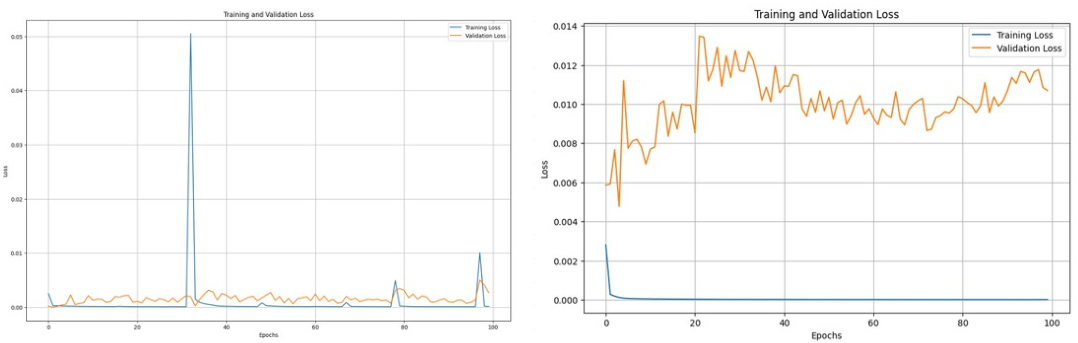 Training and Validation Loss
Training Loss
Validation Loss
0.05
0.04
0.03
0.02
0.01
0.00
Loss
0
20
40
60
80
100
Epochs
Training and Validation Loss
Training Loss
Validation Loss
0.014
0.012
0.010
0.008
0.006
0.004
0.002
0.000
Loss
0
20
40
60
80
100
Epochs